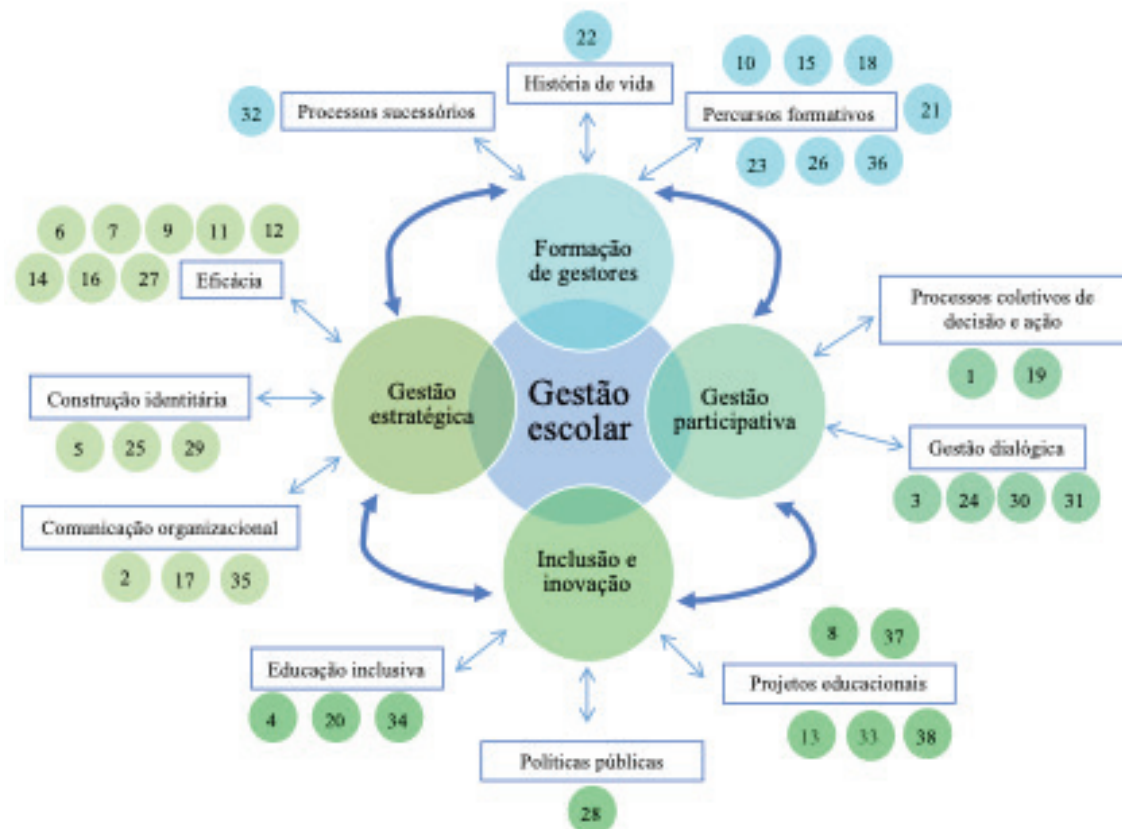 22
História de vida
10 15 18
Processos sucessórios
32
Percursos formativos
21
23 26 36
6 7 9 11 12
14 16 27
Eficácia
Formação
de gestores
Processos coletivos de
decisão e ação
1 19
Construção identitária
5 25 29
Gestão
estratégica
Gestão
escolar
Gestão
participativa
Gestão dialógica
3 24 30 31
Comunicação organizacional
2 17 35
Inclusão e
inovação
8 37
Educação inclusiva
4 20 34
Projetos educacionais
13 33 38
Políticas públicas
28